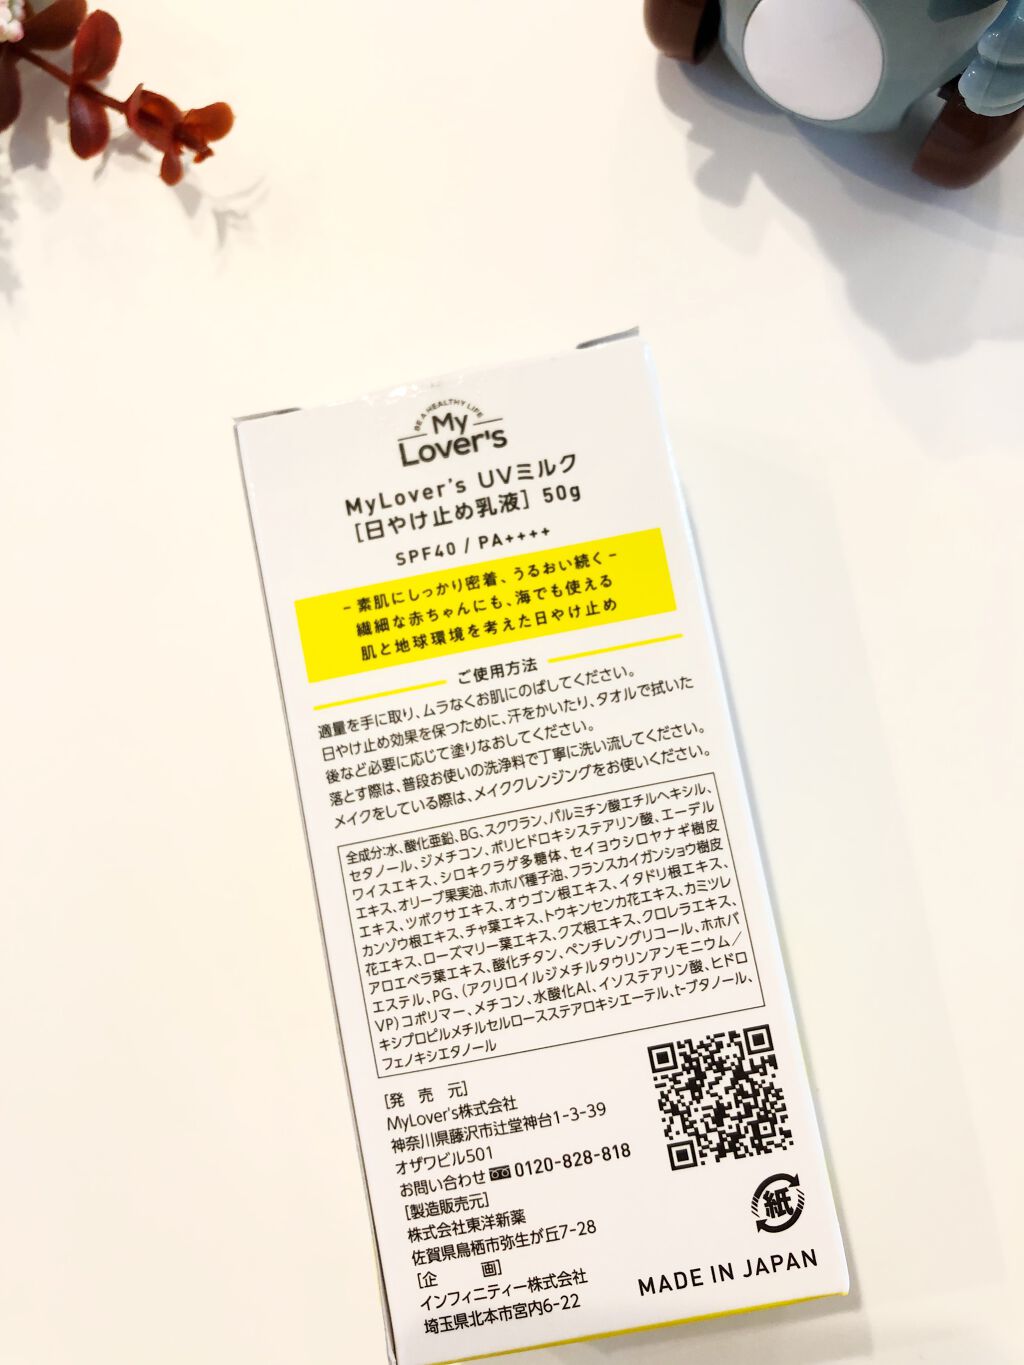 BE A HEALTHY LIFE
My
Lover's
MyLover's UVミルク
[日やけ止め乳液] 50g
SPF40 / PA++++
- 素肌にしっかり密着、うるおい続く -
繊細な赤ちゃんにも、海でも使える
肌と地球環境を考えた日やけ止め
ご使用方法
適量を手に取り、ムラなくお肌にのばしてください。
日やけ止め効果を保つために、汗をかいたり、タオルで拭いた
後など必要に応じて塗りなおしてください。
落とす際は、普段お使いの洗浄料で丁寧に洗い流してください。
メイクをしている際は、メイククレンジングをお使いください。
全成分:水、酸化亜鉛、BG、スクワラン、パルミチン酸エチルヘキシル、
セタノール、ジメチコン、ポリヒドロキシステアリン酸、エーデル
ワイスエキス、シロキクラゲ多糖体、セイヨウシロヤナギ樹皮
エキス、オリーブ果実油、ホホバ種子油、フランスカイガンショウ樹皮
エキス、ツボクサエキス、オウゴン根エキス、イタドリ根エキス、
カンゾウ根エキス、チャ葉エキス、トウキンセンカ花エキス、カミツレ
花エキス、ローズマリー葉エキス、クズ根エキス、クロレラエキス、
アロエベラ葉エキス、酸化チタン、ペンチレングリコール、ホホバ
エステル、PG、(アクリロイルジメチルタウリンアンモニウム／
VP)コポリマー、メチコン、水酸化Al、イソステアリン酸、ヒドロ
キシプロピルメチルセルロースステアロキシエーテル、t-ブタノール、
フェノキシエタノール
[発 売 元]
MyLover's株式会社
神奈川県藤沢市辻堂神台1-3-39
オザワビル501
お問い合わせ 0120-828-818
[製造販売元]
株式会社東洋新薬
佐賀県鳥栖市弥生が丘7-28
[企 画]
インフィニティー株式会社
埼玉県北本市宮内6-22
紙
MADE IN JAPAN